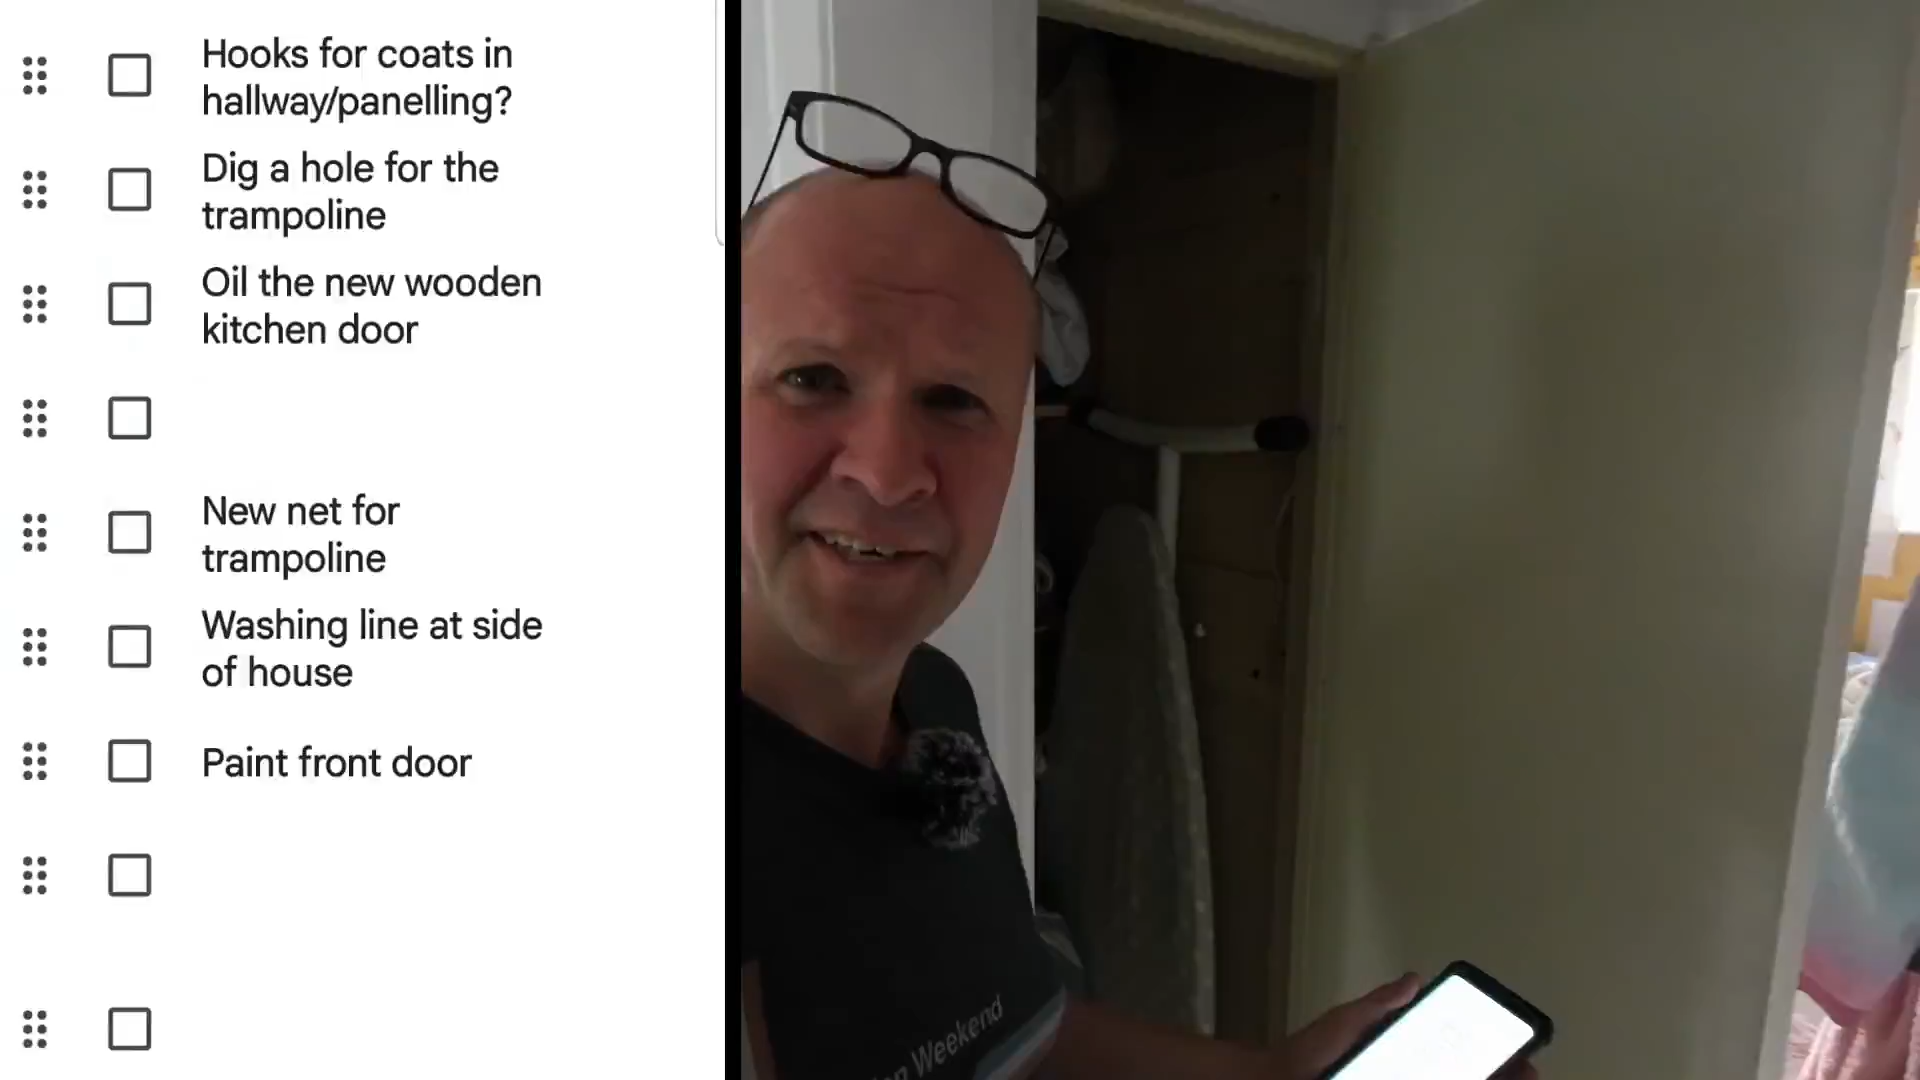 Hooks for coats in
hallway/panelling?
Dig a hole for the
trampoline
Oil the new wooden
kitchen door
New net for
trampoline
Washing line at side
of house
Paint front door
Weekend